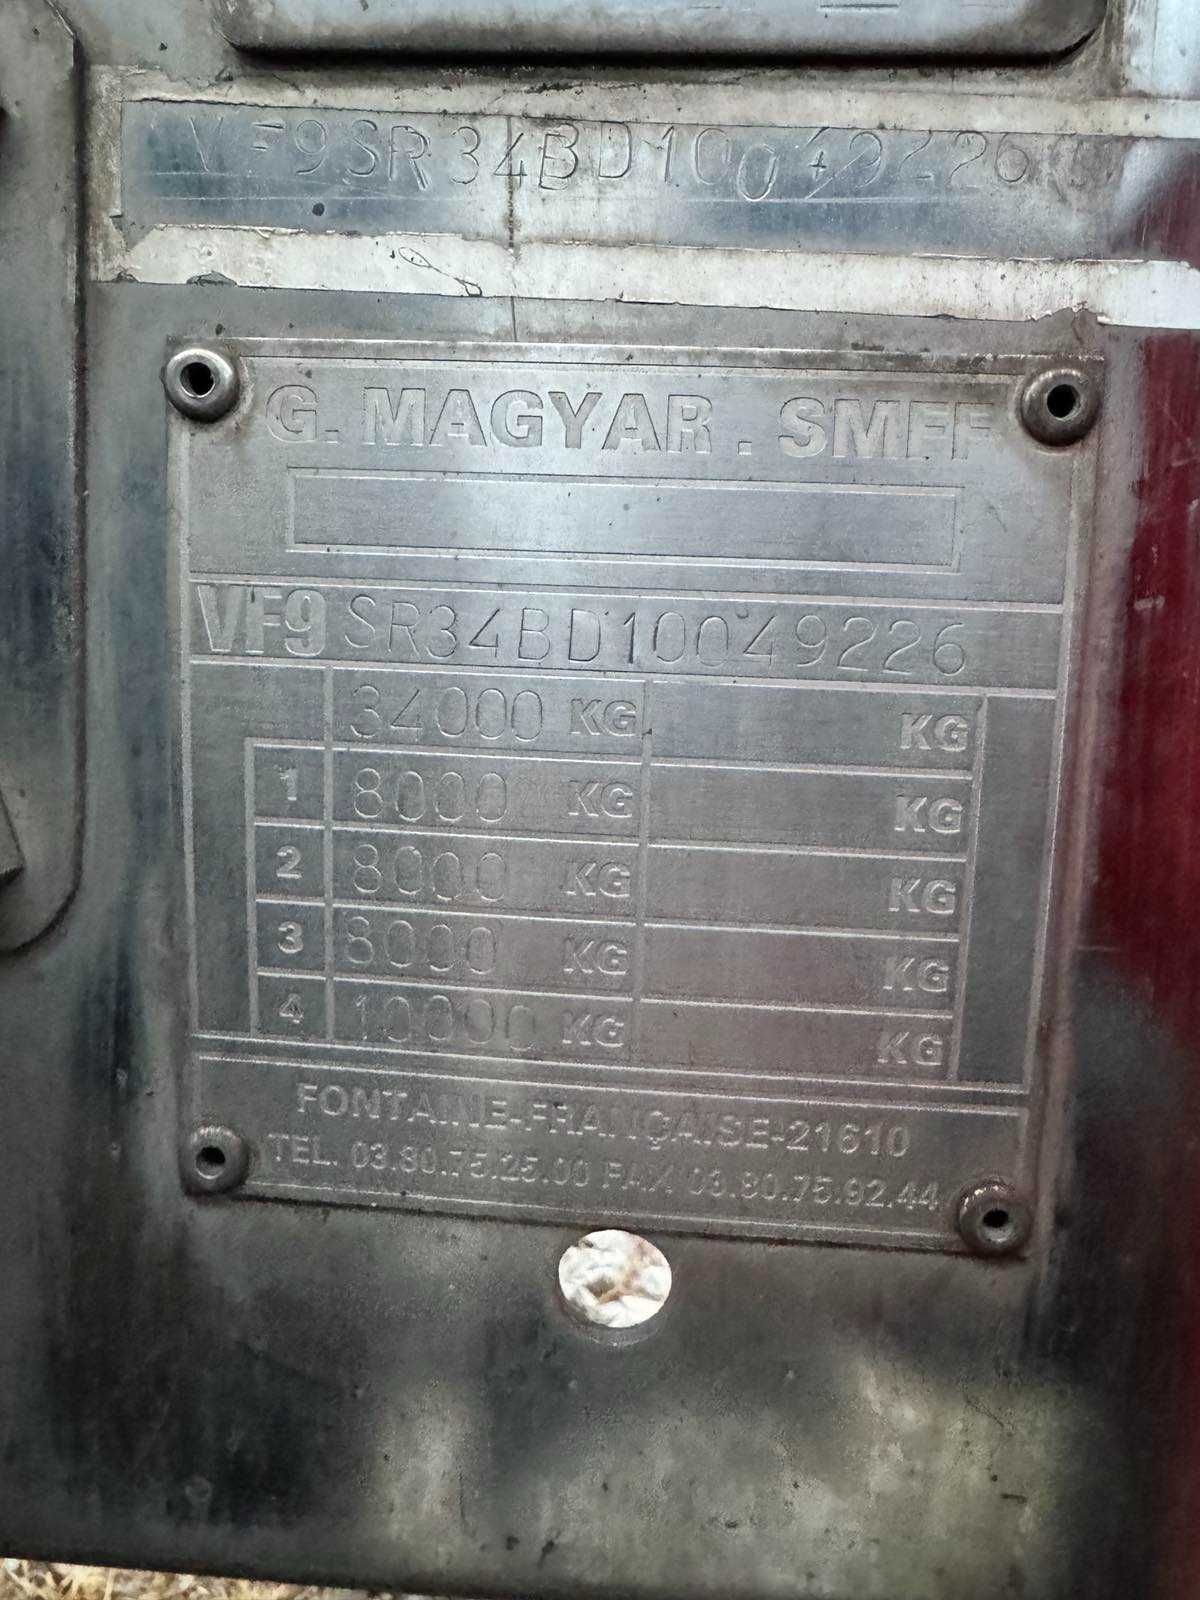 VF9SR34BD10049226
G. MAGYAR . SMFF
VF9 SR34BD10049226
34000 KG KG
1 8000 KG KG
2 8000 KG KG
3 8000 KG KG
4 10000 KG KG
FONTAINE-FRANÇAISE-21610
TEL. 03.80.75.25.00 FAX 03.80.75.92.44